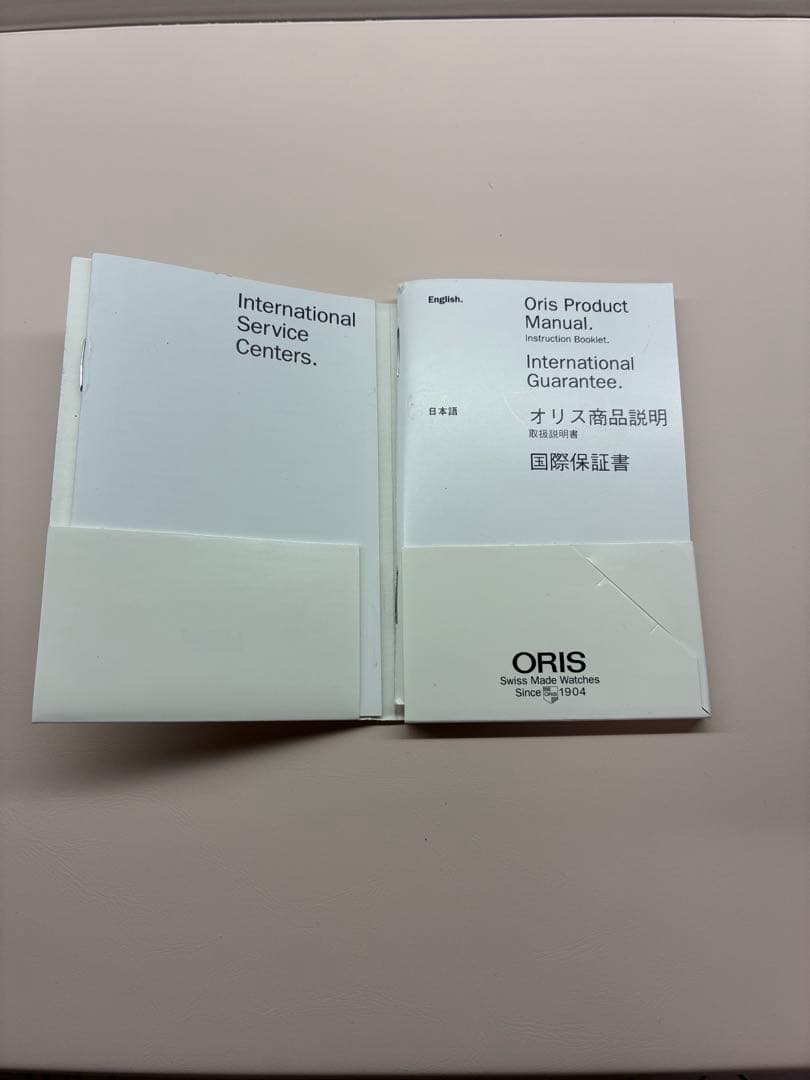 International
Service
Centers.
English.
Oris Product
Manual.
Instruction Booklet.
International
Guarantee.
日本語
オリス商品説明
取扱説明書
国際保証書
ORIS
Swiss Made Watches
Since ORIS 1904